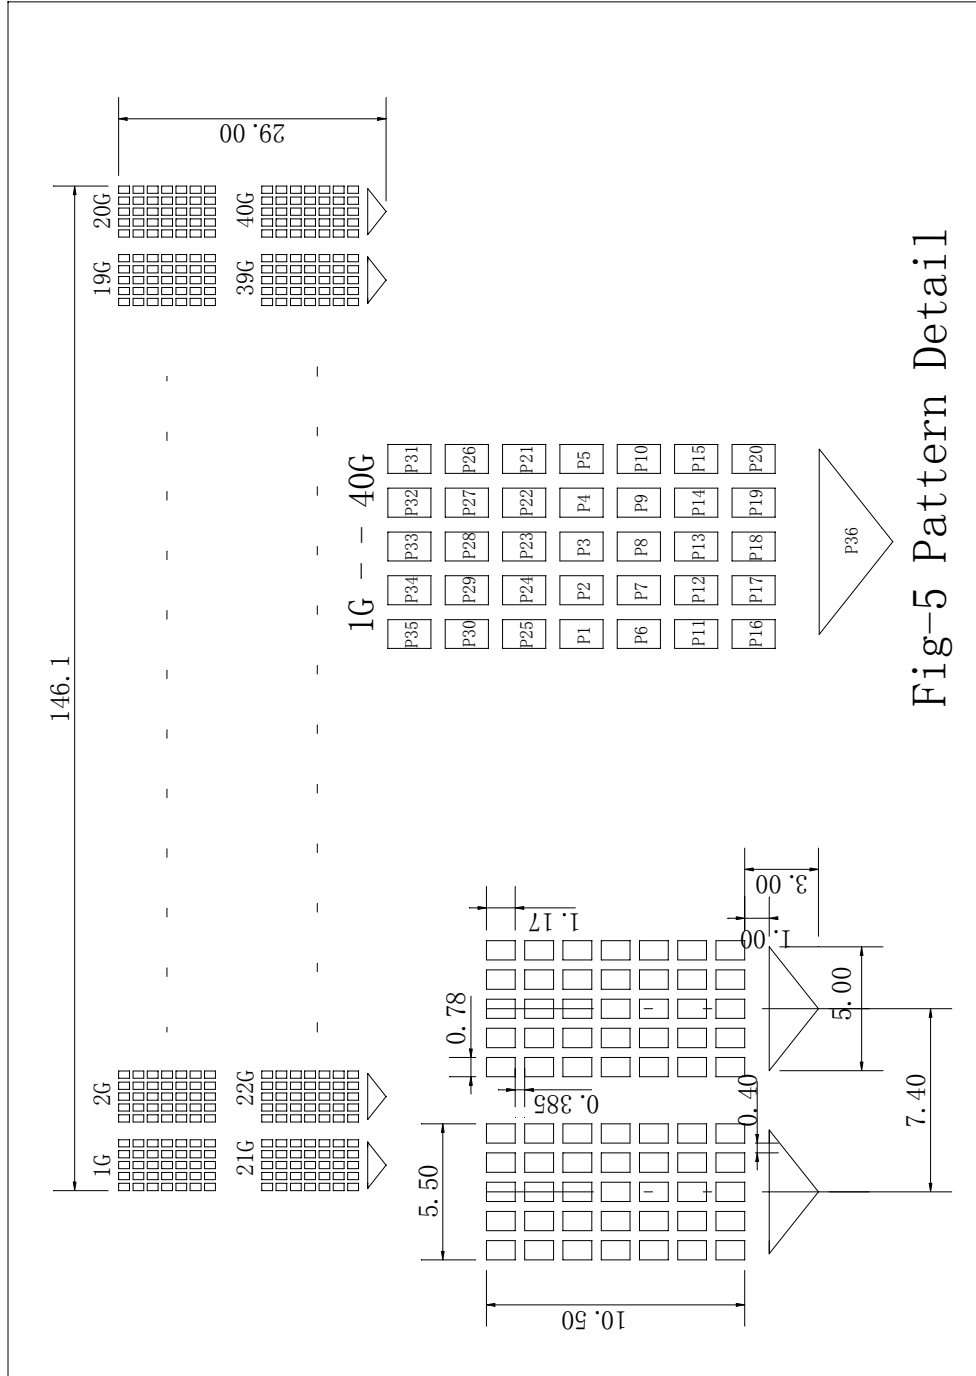 146.1
1G
2G
19G
20G
29.00
21G
22G
39G
40G
1G - - 40G
P35 P34 P33 P32 P31
P30 P29 P28 P27 P26
P25 P24 P23 P22 P21
P1 P2 P3 P4 P5
P6 P7 P8 P9 P10
P11 P12 P13 P14 P15
P16 P17 P18 P19 P20
P36
5.50
0.78
1.17
0.385
10.50
0.40
1.00
3.00
5.00
7.40
Fig-5 Pattern Detail